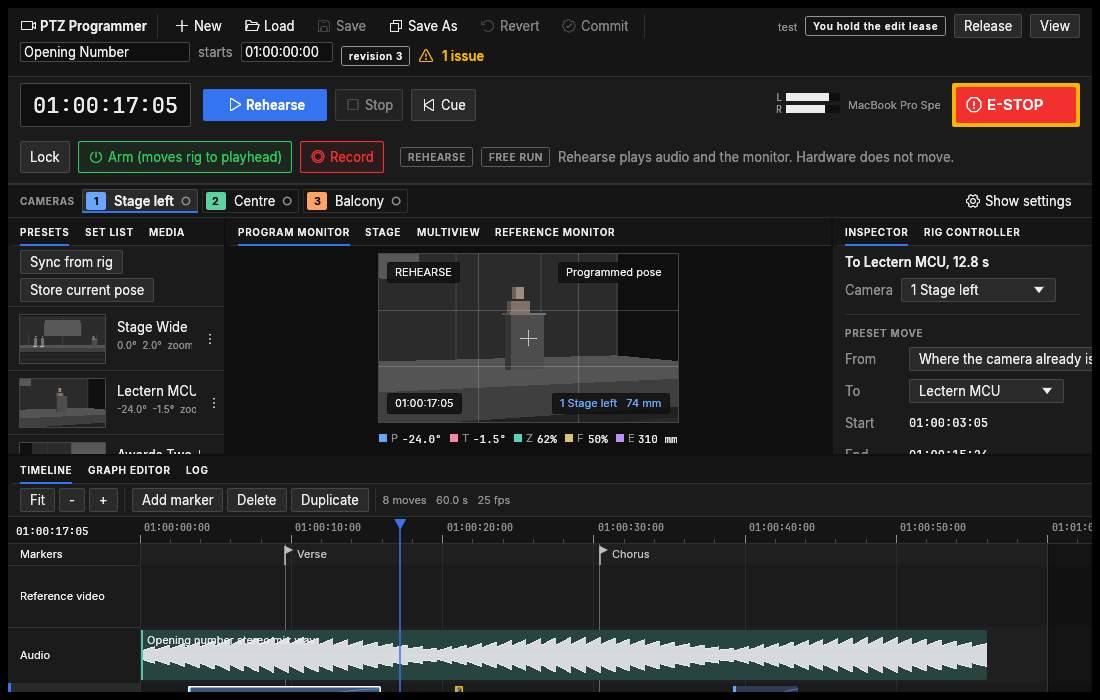 PTZ Programmer New Load Save Save As Revert Commit test You hold the edit lease Release View
Opening Number starts 01:00:00:00 revision 3 1 issue
01:00:17:05 Rehearse Stop Cue L R MacBook Pro Spe E-STOP
Lock Arm (moves rig to playhead) Record REHEARSE FREE RUN Rehearse plays audio and the monitor. Hardware does not move.
CAMERAS 1 Stage left 2 Centre 3 Balcony Show settings
PRESETS SET LIST MEDIA
Sync from rig
Store current pose
Stage Wide
0.0° 2.0° zoom
Lectern MCU
-24.0° -1.5° zoo
PROGRAM MONITOR STAGE MULTIVIEW REFERENCE MONITOR
REHEARSE Programmed pose
01:00:17:05 1 Stage left 74 mm
P -24.0° T -1.5° Z 62% F 50% E 310 mm
INSPECTOR RIG CONTROLLER
To Lectern MCU, 12.8 s
Camera 1 Stage left
PRESET MOVE
From Where the camera already is
To Lectern MCU
Start 01:00:03:05
TIMELINE GRAPH EDITOR LOG
Fit - + Add marker Delete Duplicate 8 moves 60.0 s 25 fps
01:00:17:05 01:00:00:00 01:00:10:00 01:00:20:00 01:00:30:00 01:00:40:00 01:00:50:00 01:01:0
Markers Verse Chorus
Reference video
Opening number stereo mix.wav
Audio